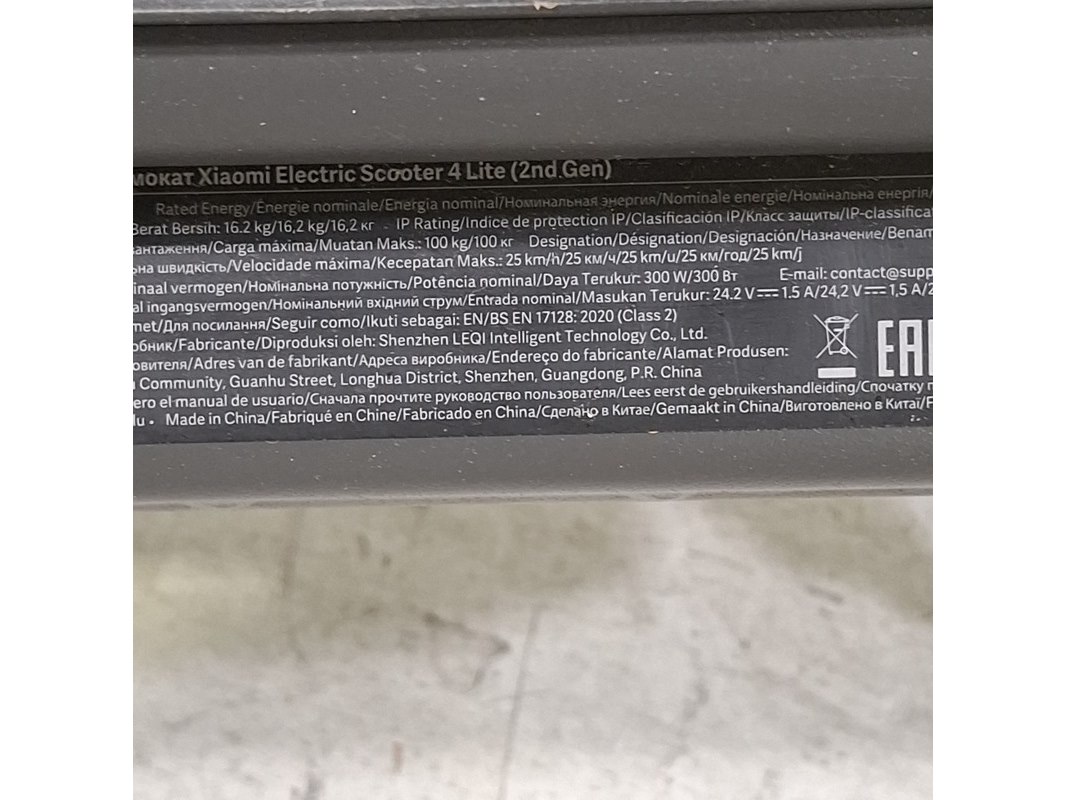 мокат Xiaomi Electric Scooter 4 Lite (2nd Gen)
Rated Energy/Énergie nominale/Energía nominal/Номинальная энергия/Nominale energie/Номінальна енергія/
Berat Bersih: 16.2 kg/16,2 kg/16,2 кг IP Rating/Indice de protection IP/Clasificación IP/Класс защиты/IP-classifica
антаження/Carga máxima/Muatan Maks.: 100 kg/100 кг Designation/Désignation/Designación/Назначение/Benam
на швидкість/Velocidade máxima/Kecepatan Maks.: 25 km/h/25 км/ч/25 km/u/25 км/год/25 km/j
inaal vermogen/Номінальна потужність/Potência nominal/Daya Terukur: 300 W/300 Вт E-mail: contact@supp
al ingangsvermogen/Номінальний вхідний струм/Entrada nominal/Masukan Terukur: 24.2 V⎓1.5 A/24,2 V⎓1,5 A/2
met/Для посилання/Seguir como/Ikuti sebagai: EN/BS EN 17128: 2020 (Class 2)
обник/Fabricante/Diproduksi oleh: Shenzhen LEQI Intelligent Technology Co., Ltd.
овителя/Adres van de fabrikant/Адреса виробника/Endereço do fabricante/Alamat Produsen:
Community, Guanhu Street, Longhua District, Shenzhen, Guangdong, P.R. China
EAC
ero el manual de usuario/Сначала прочтите руководство пользователя/Lees eerst de gebruikershandleiding/Спочатку п
lu • Made in China/Fabriqué en Chine/Fabricado en China/Сделано в Китае/Gemaakt in China/Виготовлено в Китаї/F